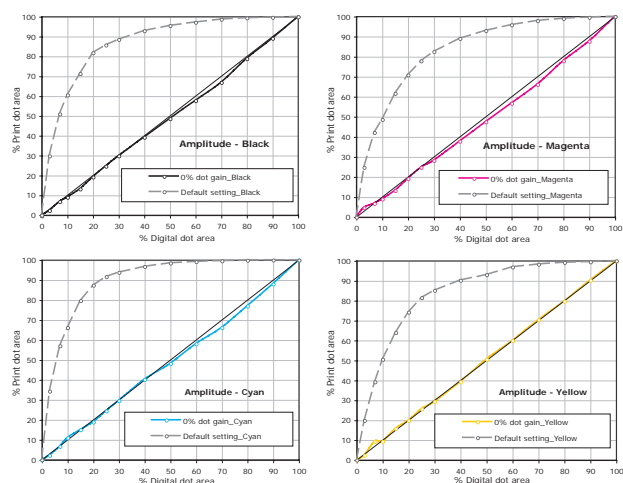 % Print dot area
100
90
80
70
60
50
40
30
20
10
0
Amplitude - Black
0% dot gain_Black
Default setting_Black
0 10 20 30 40 50 60 70 80 90 100
% Digital dot area
% Print dot area
100
90
80
70
60
50
40
30
20
10
0
Amplitude - Magenta
0% dot gain_Magenta
Default setting_Magenta
0 10 20 30 40 50 60 70 80 90 100
% Digital dot area
% Print dot area
100
90
80
70
60
50
40
30
20
10
0
Amplitude - Cyan
0% dot gain_Cyan
Default setting_Cyan
0 10 20 30 40 50 60 70 80 90 100
% Digital dot area
% Print dot area
100
90
80
70
60
50
40
30
20
10
0
Amplitude - Yellow
0% dot gain_Yellow
Default setting_Yellow
0 10 20 30 40 50 60 70 80 90 100
% Digital dot area